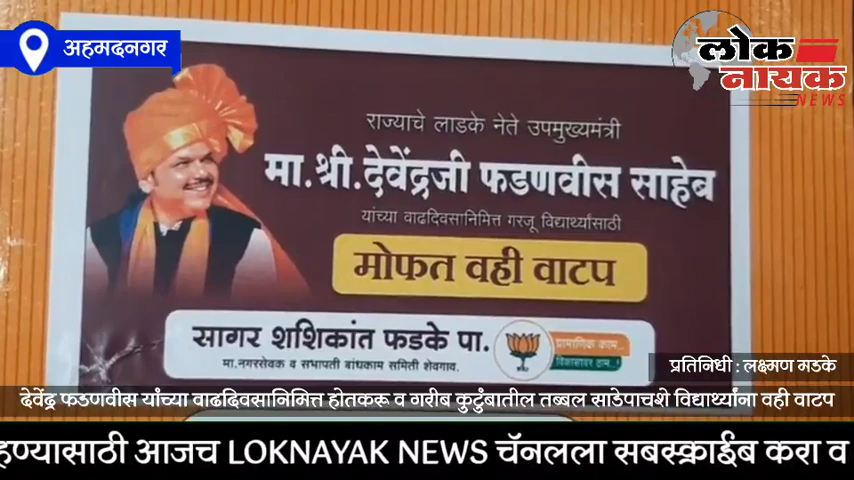 अहमदनगर
लोक
नायक
NEWS
राज्याचे लाडके नेते उपमुख्यमंत्री
मा.श्री.देवेंद्रजी फडणवीस साहेब
यांच्या वाढदिवसानिमित्त गरजू विद्यार्थ्यांसाठी
मोफत वही वाटप
सागर शशिकांत फडके पा.
मा.नगरसेवक व सभापती बांधकाम समिती शेवगाव.
प्रामाणिक काम..
विकासावर ठाम..!
प्रतिनिधी : लक्ष्मण मडके
देवेंद्र फडणवीस यांच्या वाढदिवसानिमित्त होतकरू व गरीब कुटुंबातील तब्बल साडेपाचशे विद्यार्थ्यांना वही वाटप
हण्यासाठी आजच LOKNAYAK NEWS चॅनलला सबस्क्राईब करा व